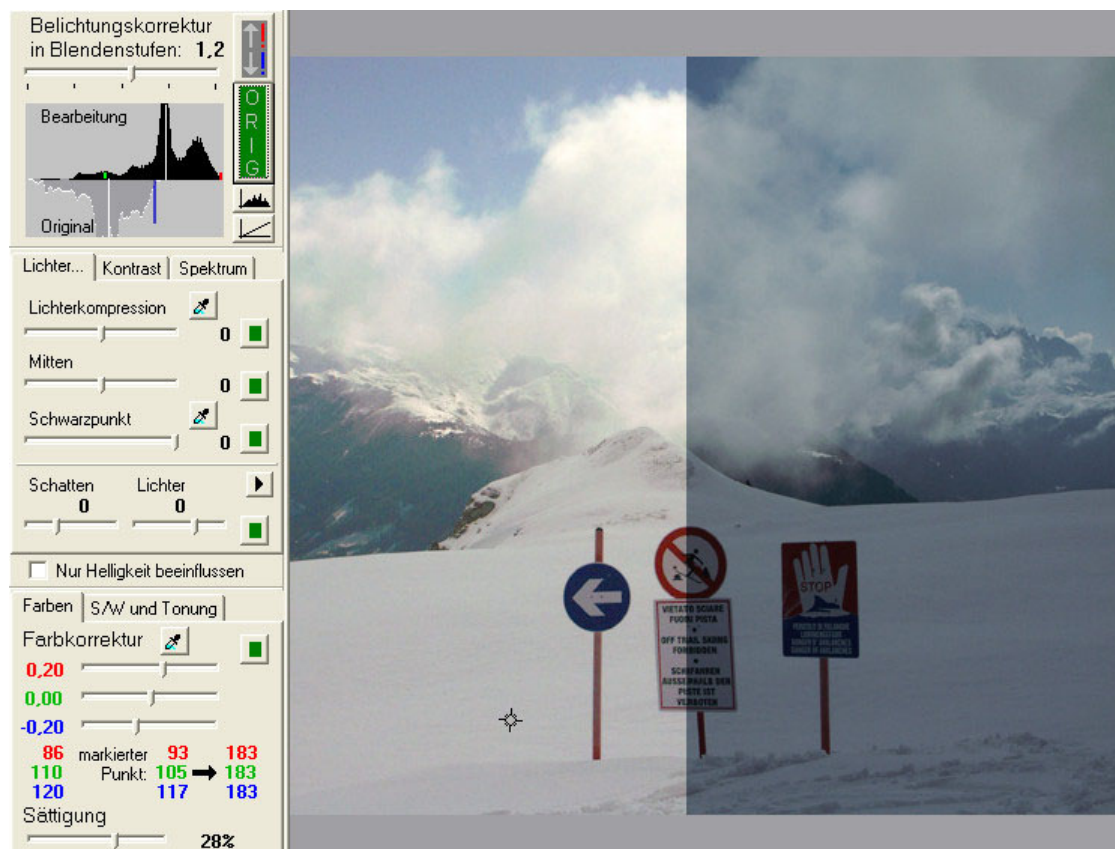 Belichtungskorrektur
in Blendenstufen: 1,2
ORIG
Bearbeitung
Original
Lichter... Kontrast Spektrum
Lichterkompression
0
Mitten
0
Schwarzpunkt
0
Schatten Lichter
0 0
Nur Helligkeit beeinflussen
Farben S/W und Tonung
Farbkorrektur
0,20
0,00
-0,20
86 markierter 93 183
110 Punkt: 105 183
120 117 183
Sättigung
28%
VIETATO SCIARE
FUORI PISTA
OFF TRAIL SKIING
FORBIDDEN
SCHIFAHREN
AUSSERHALB DER
PISTE IST
VERBOTEN
STOP